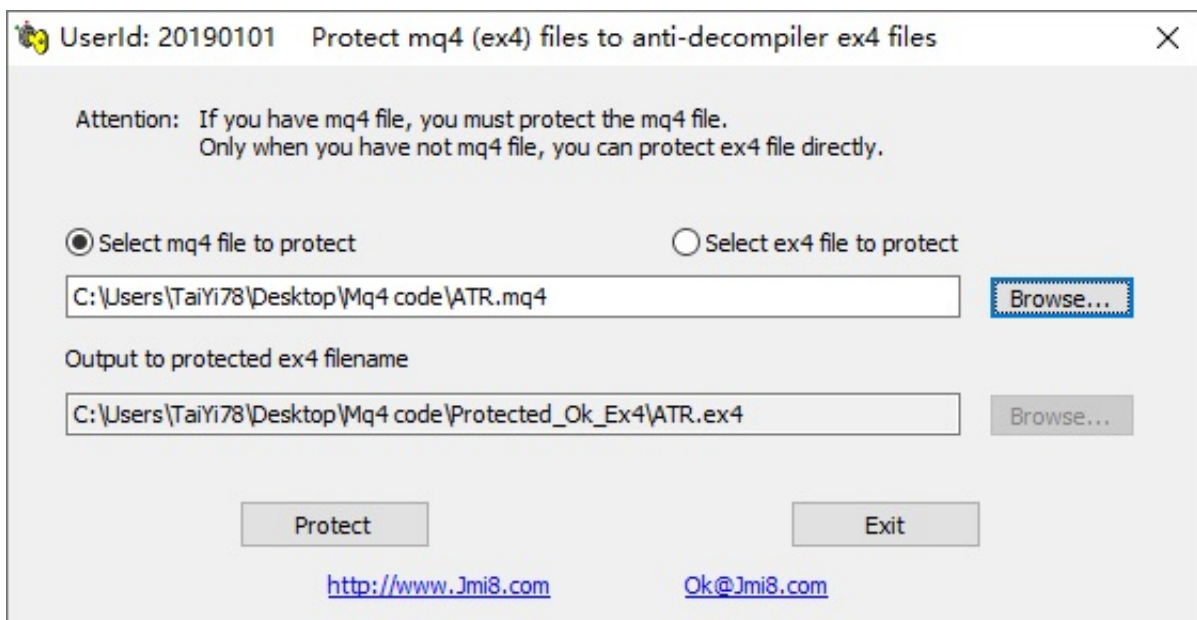 UserId: 20190101 Protect mq4 (ex4) files to anti-decompiler ex4 files
Attention: If you have mq4 file, you must protect the mq4 file.
Only when you have not mq4 file, you can protect ex4 file directly.
Select mq4 file to protect Select ex4 file to protect
C:\Users\TaiYi78\Desktop\Mq4 code\ATR.mq4 Browse...
Output to protected ex4 filename
C:\Users\TaiYi78\Desktop\Mq4 code\Protected_Ok_Ex4\ATR.ex4 Browse...
Protect Exit
http://www.Jmi8.com Ok@Jmi8.com